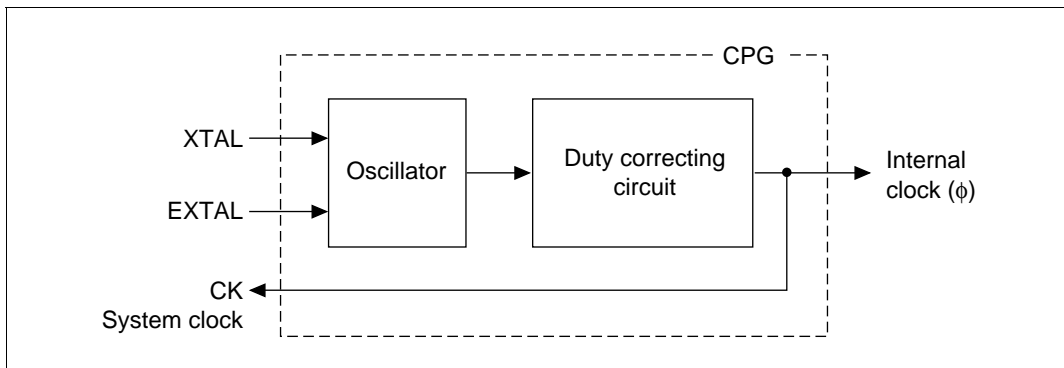 CPG
XTAL
EXTAL
Oscillator
Duty correcting
circuit
Internal
clock (ϕ)
CK
System clock